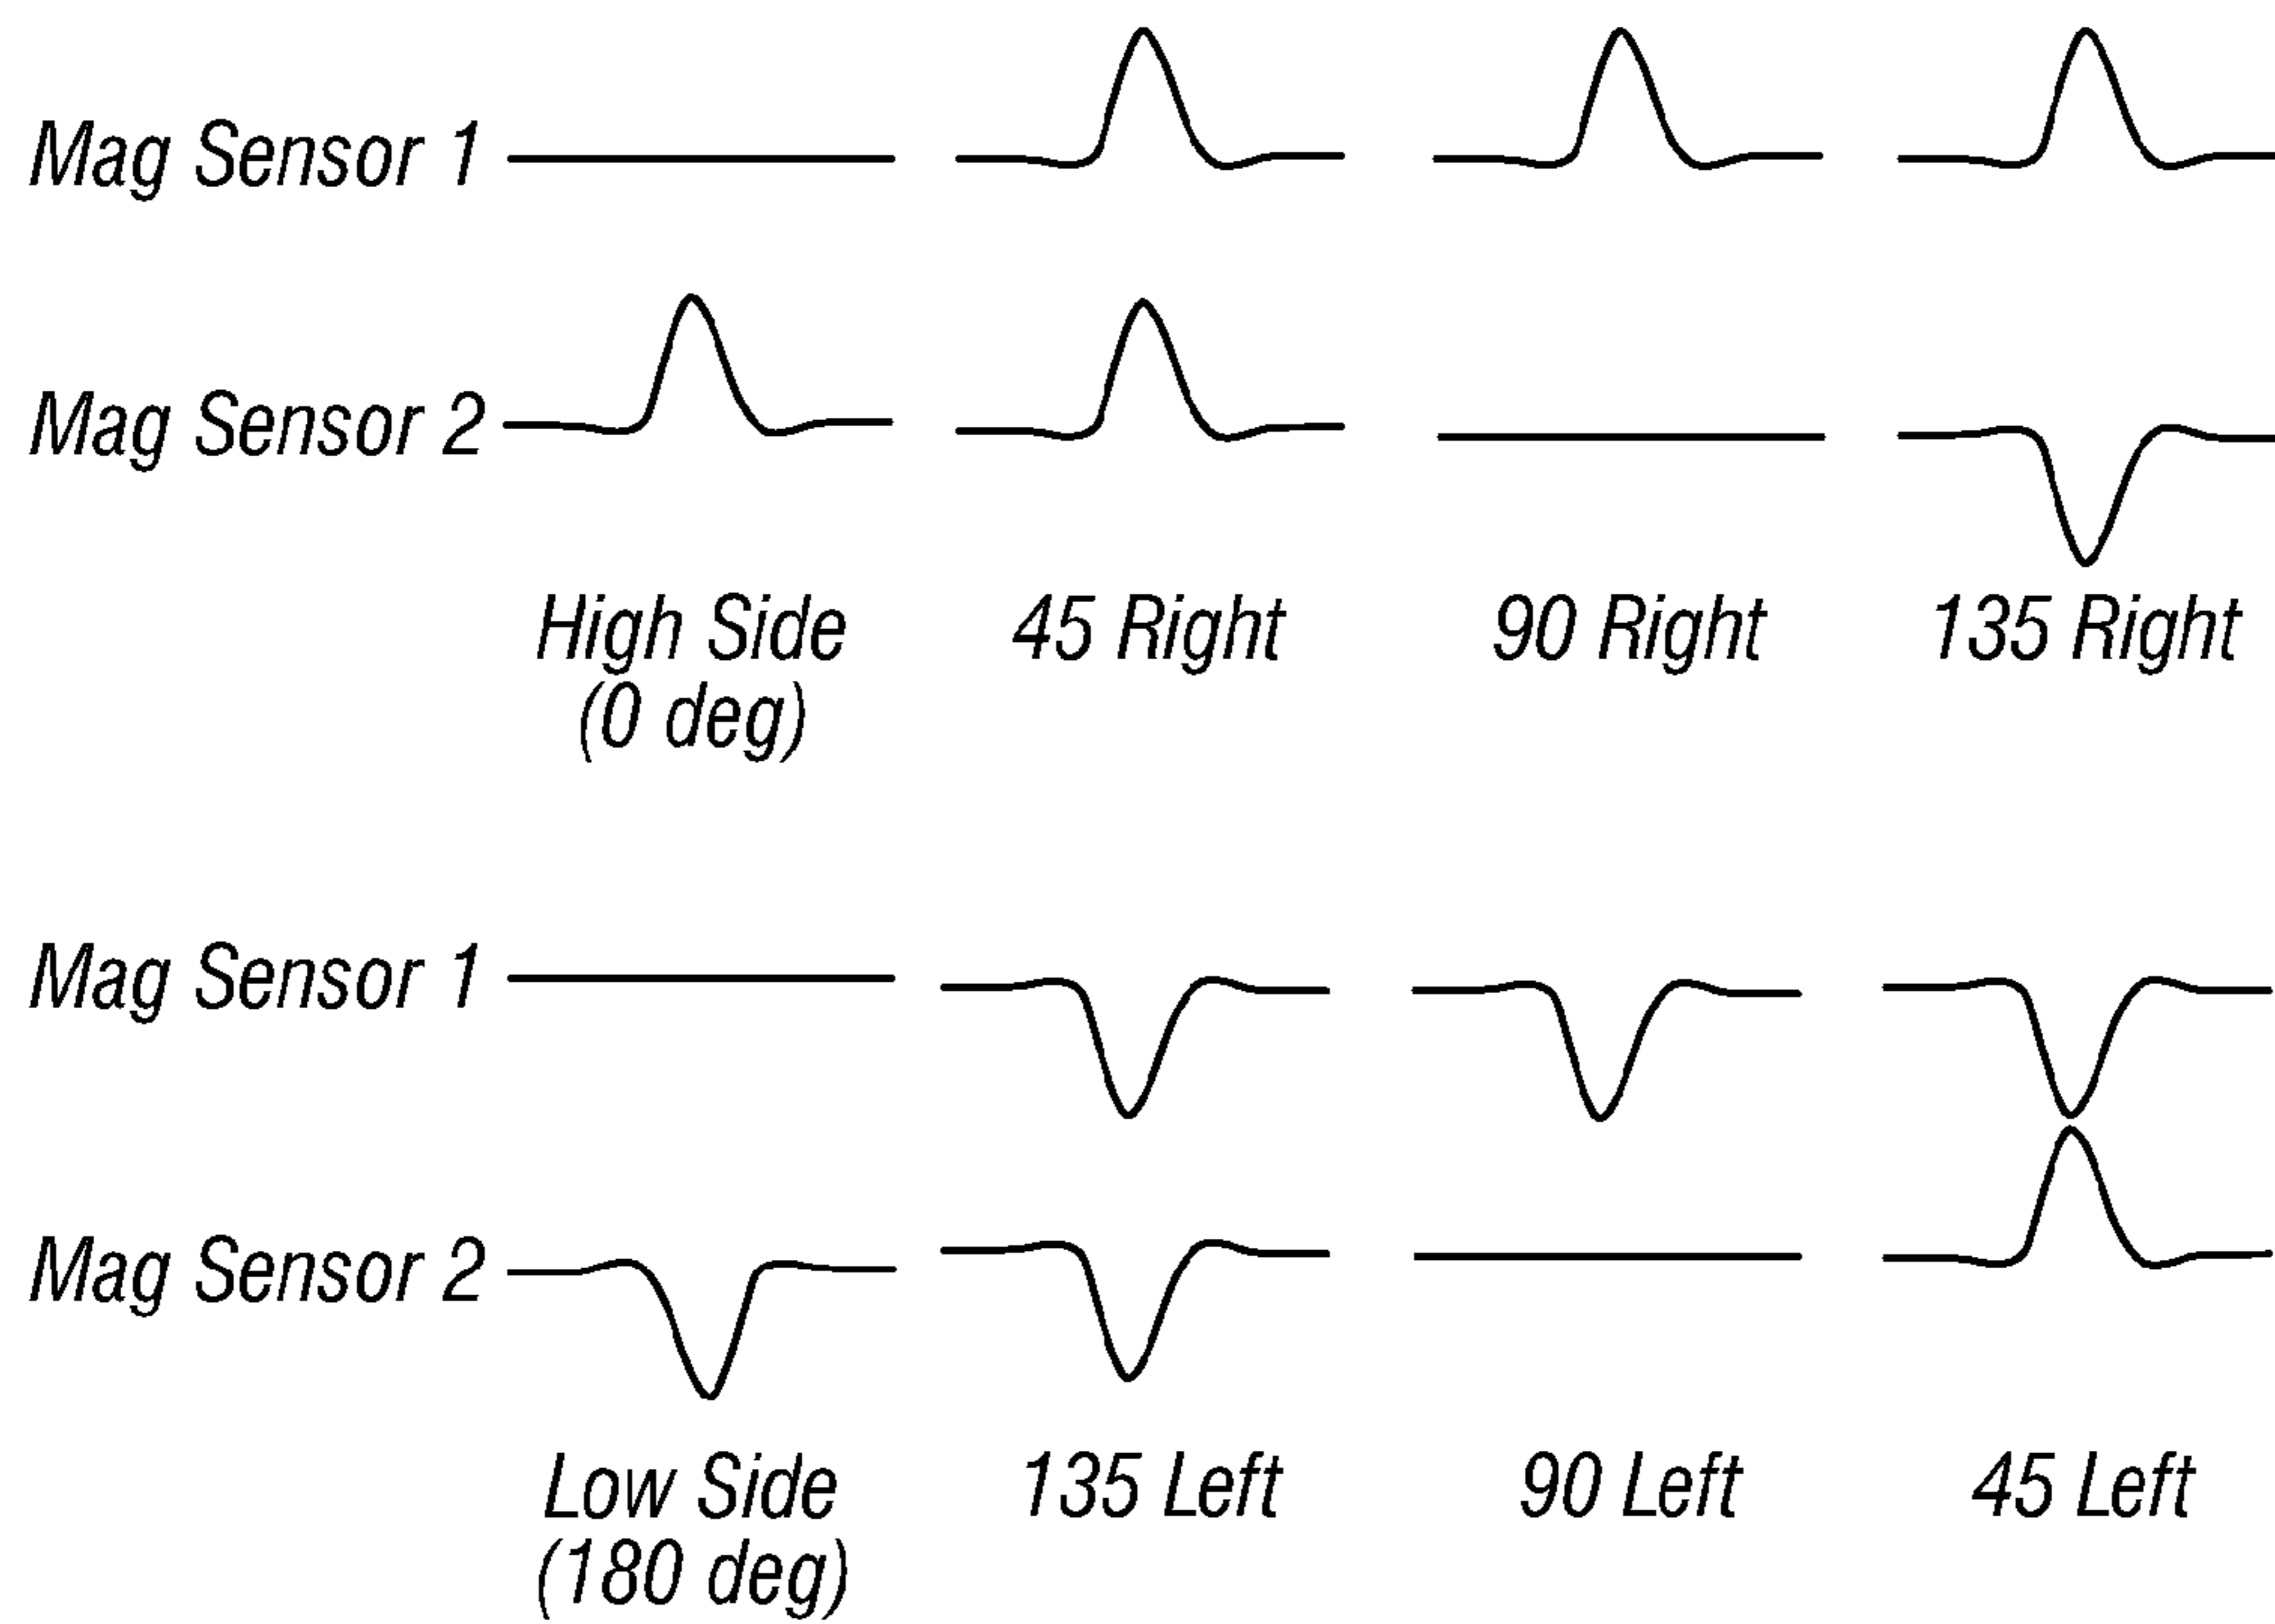 Mag Sensor 1
Mag Sensor 2
High Side 45 Right 90 Right 135 Right
(0 deg)
Mag Sensor 1
Mag Sensor 2
Low Side 135 Left 90 Left 45 Left
(180 deg)